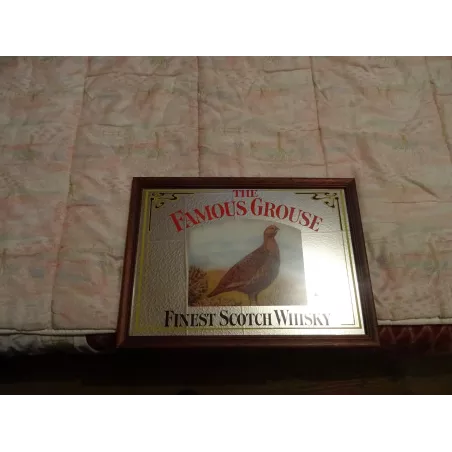 THE
FAMOUS GROUSE
FINEST SCOTCH WHISKY